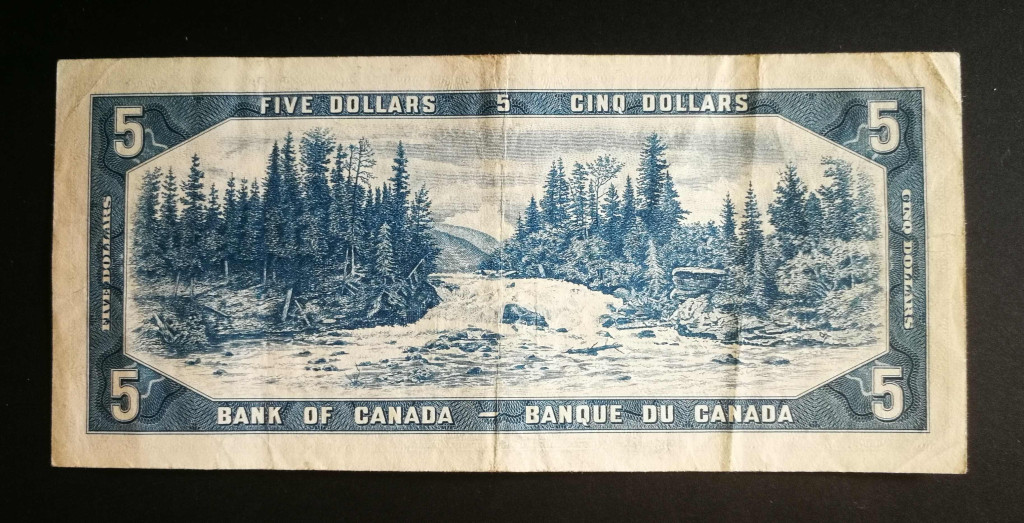 FIVE DOLLARS 5 CINQ DOLLARS
5 5
FIVE DOLLARS
CINQ DOLLARS
5 5
BANK OF CANADA – BANQUE DU CANADA